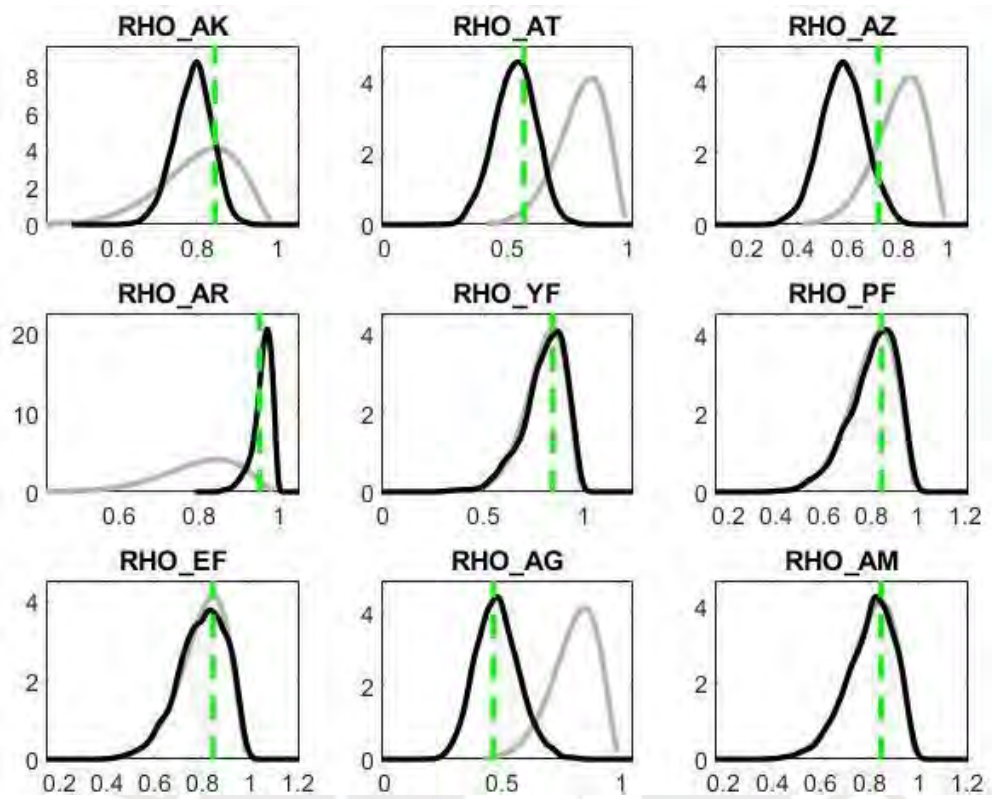 RHO_AK RHO_AT RHO_AZ
8 6 4 2 0
4 2 0
4 2 0
0.6 0.8 1 0 0.5 1 0.2 0.4 0.6 0.8 1
RHO_AR RHO_YF RHO_PF
20 10 0
4 2 0
4 2 0
0.6 0.8 1 0 0.5 1 0.2 0.4 0.6 0.8 1 1.2
RHO_EF RHO_AG RHO_AM
4 2 0
4 2 0
4 2 0
0.2 0.4 0.6 0.8 1 1.2 0 0.5 1 0.2 0.4 0.6 0.8 1 1.2